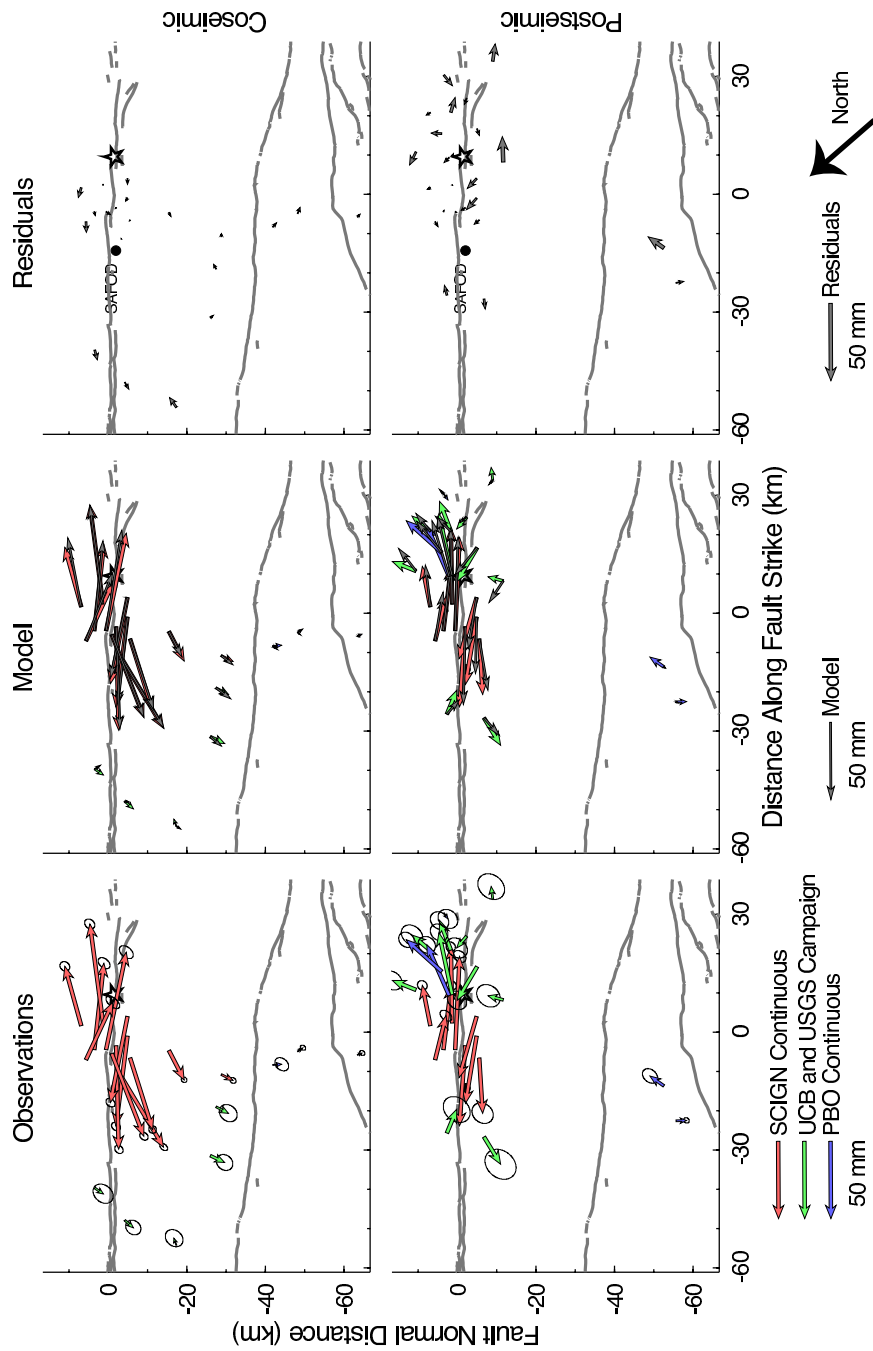 Observations
Model
Residuals
Coseimic
Postseimic
SAFOD
SAFOD
0
-20
-40
-60
0
-20
-40
-60
Fault Normal Distance (km)
-60
-30
0
30
-60
-30
0
30
-60
-30
0
30
Distance Along Fault Strike (km)
SCIGN Continuous
UCB and USGS Campaign
PBO Continuous
50 mm
Model
50 mm
Residuals
50 mm
North